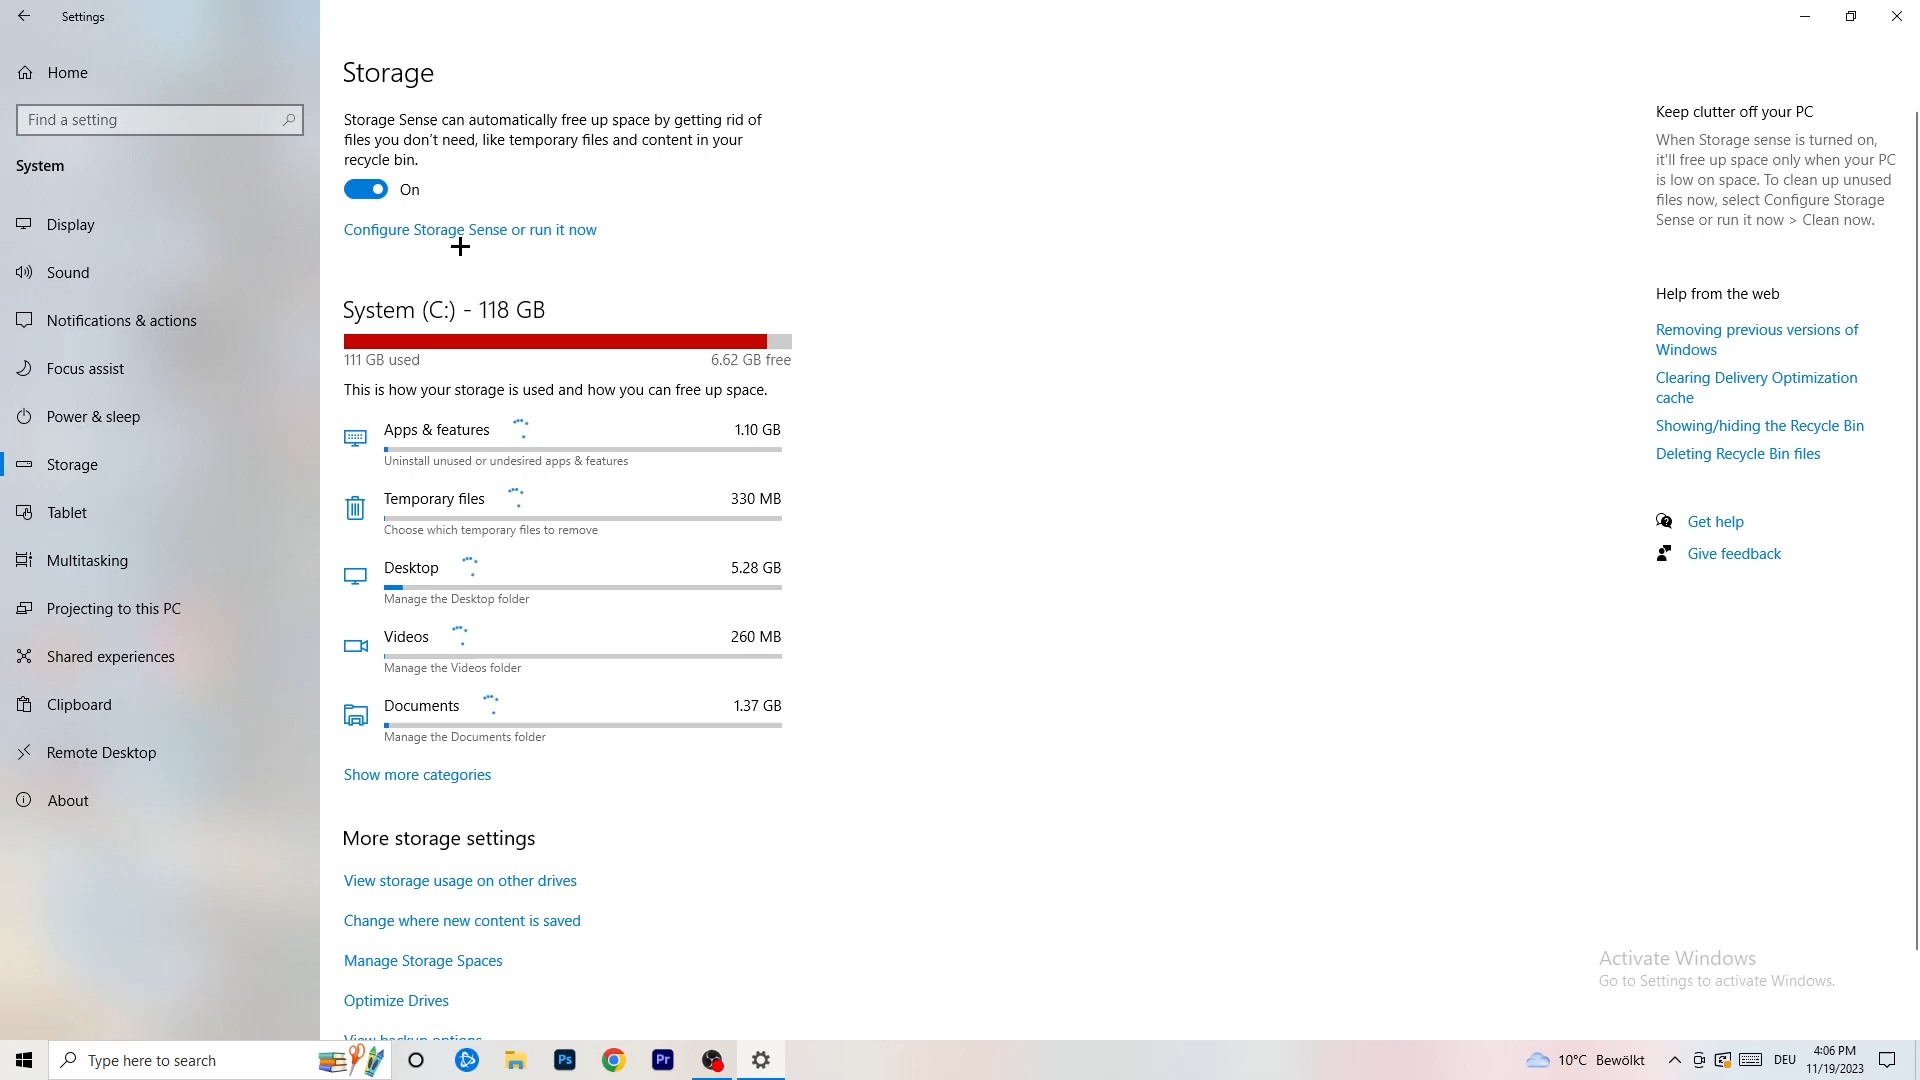 Settings
Home
Find a setting
System
Display
Sound
Notifications & actions
Focus assist
Power & sleep
Storage
Tablet
Multitasking
Projecting to this PC
Shared experiences
Clipboard
Remote Desktop
About
Storage
Storage Sense can automatically free up space by getting rid of
files you don't need, like temporary files and content in your
recycle bin.
On
Configure Storage Sense or run it now
System (C:) - 118 GB
111 GB used
6.62 GB free
This is how your storage is used and how you can free up space.
Apps & features
1.10 GB
Uninstall unused or undesired apps & features
Temporary files
330 MB
Choose which temporary files to remove
Desktop
5.28 GB
Manage the Desktop folder
Videos
260 MB
Manage the Videos folder
Documents
1.37 GB
Manage the Documents folder
Show more categories
More storage settings
View storage usage on other drives
Change where new content is saved
Manage Storage Spaces
Optimize Drives
View backup options
Keep clutter off your PC
When Storage sense is turned on,
it'll free up space only when your PC
is low on space. To clean up unused
files now, select Configure Storage
Sense or run it now > Clean now.
Help from the web
Removing previous versions of
Windows
Clearing Delivery Optimization
cache
Showing/hiding the Recycle Bin
Deleting Recycle Bin files
Get help
Give feedback
Activate Windows
Go to Settings to activate Windows.
Type here to search
Ps
Pr
10°C Bewölkt
DEU
4:06 PM
11/19/2023